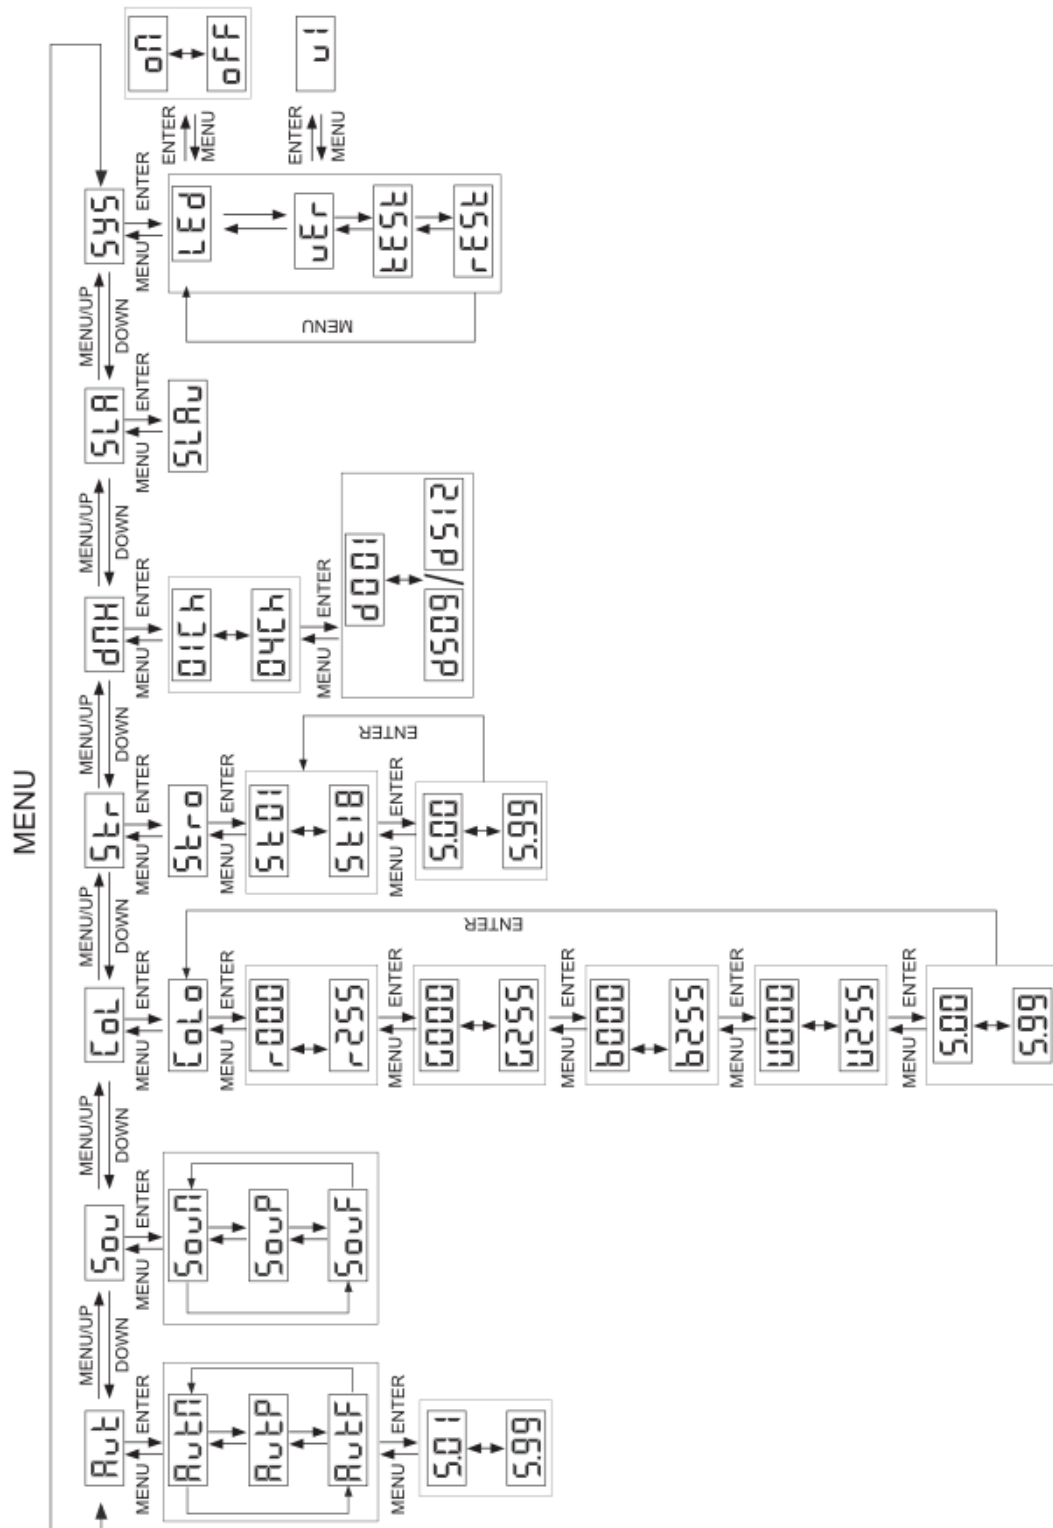 MENU
Aut
MENU/UP
DOWN
Sou
MENU/UP
DOWN
CoL
MENU/UP
DOWN
Str
MENU/UP
DOWN
dMX
MENU/UP
DOWN
SLA
MENU/UP
DOWN
SYS
MENU ENTER
AutM
AutP
AutF
MENU ENTER
S.01
S.99
MENU ENTER
SouM
SouP
SouF
MENU ENTER
CoLo
MENU ENTER
r000
r255
MENU ENTER
G000
G255
MENU ENTER
b000
b255
MENU ENTER
u000
u255
MENU ENTER
S.00
S.99
ENTER
MENU ENTER
Stro
MENU ENTER
St01
St18
MENU ENTER
S.00
S.99
ENTER
MENU ENTER
01Ch
04Ch
MENU ENTER
d001
d509/d512
MENU ENTER
SLAv
MENU ENTER
LEd
vEr
tESt
rESt
MENU
ENTER
MENU
oM
oFF
ENTER
MENU
v1